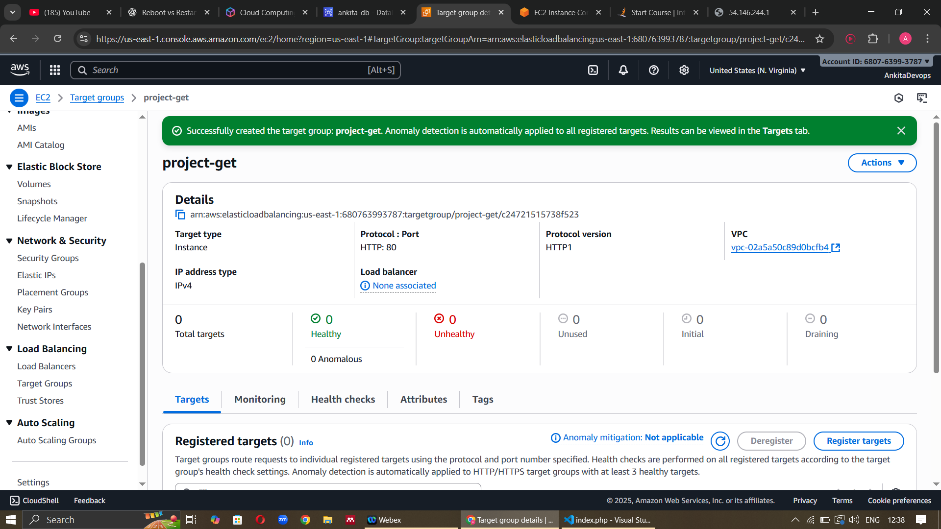 (185) YouTube
Reboot vs Restar
Cloud Computin
ankita_db - Data
Target group det
EC2 Instance Co
Start Course | In
54.146.244.1
https://us-east-1.console.aws.amazon.com/ec2/home?region=us-east-1#TargetGroup:targetGroupArn=arn:aws:elasticloadbalancing:us-east-1:680763993787:targetgroup/project-get/c24...
A
aws
Search
[Alt+S]
United States (N. Virginia)
Account ID: 6807-6399-3787
AnkitaDevops
EC2
Target groups
project-get
Images
AMIs
AMI Catalog
Elastic Block Store
Volumes
Snapshots
Lifecycle Manager
Network & Security
Security Groups
Elastic IPs
Placement Groups
Key Pairs
Network Interfaces
Load Balancing
Load Balancers
Target Groups
Trust Stores
Auto Scaling
Auto Scaling Groups
Settings
Successfully created the target group: project-get. Anomaly detection is automatically applied to all registered targets. Results can be viewed in the Targets tab.
project-get
Actions
Details
arn:aws:elasticloadbalancing:us-east-1:680763993787:targetgroup/project-get/c24721515738f523
Target type
Instance
Protocol : Port
HTTP: 80
Protocol version
HTTP1
VPC
vpc-02a5a50c89d0bcfb4
IP address type
IPv4
Load balancer
None associated
0
Total targets
0
Healthy
0 Anomalous
0
Unhealthy
0
Unused
0
Initial
0
Draining
Targets
Monitoring
Health checks
Attributes
Tags
Registered targets (0) Info
Anomaly mitigation: Not applicable
Deregister
Register targets
Target groups route requests to individual registered targets using the protocol and port number specified. Health checks are performed on all registered targets according to the target
group's health check settings. Anomaly detection is automatically applied to HTTP/HTTPS target groups with at least 3 healthy targets.
CloudShell
Feedback
© 2025, Amazon Web Services, Inc. or its affiliates.
Privacy
Terms
Cookie preferences
Search
Webex
Target group details | ...
index.php - Visual Stu...
ENG
12:38